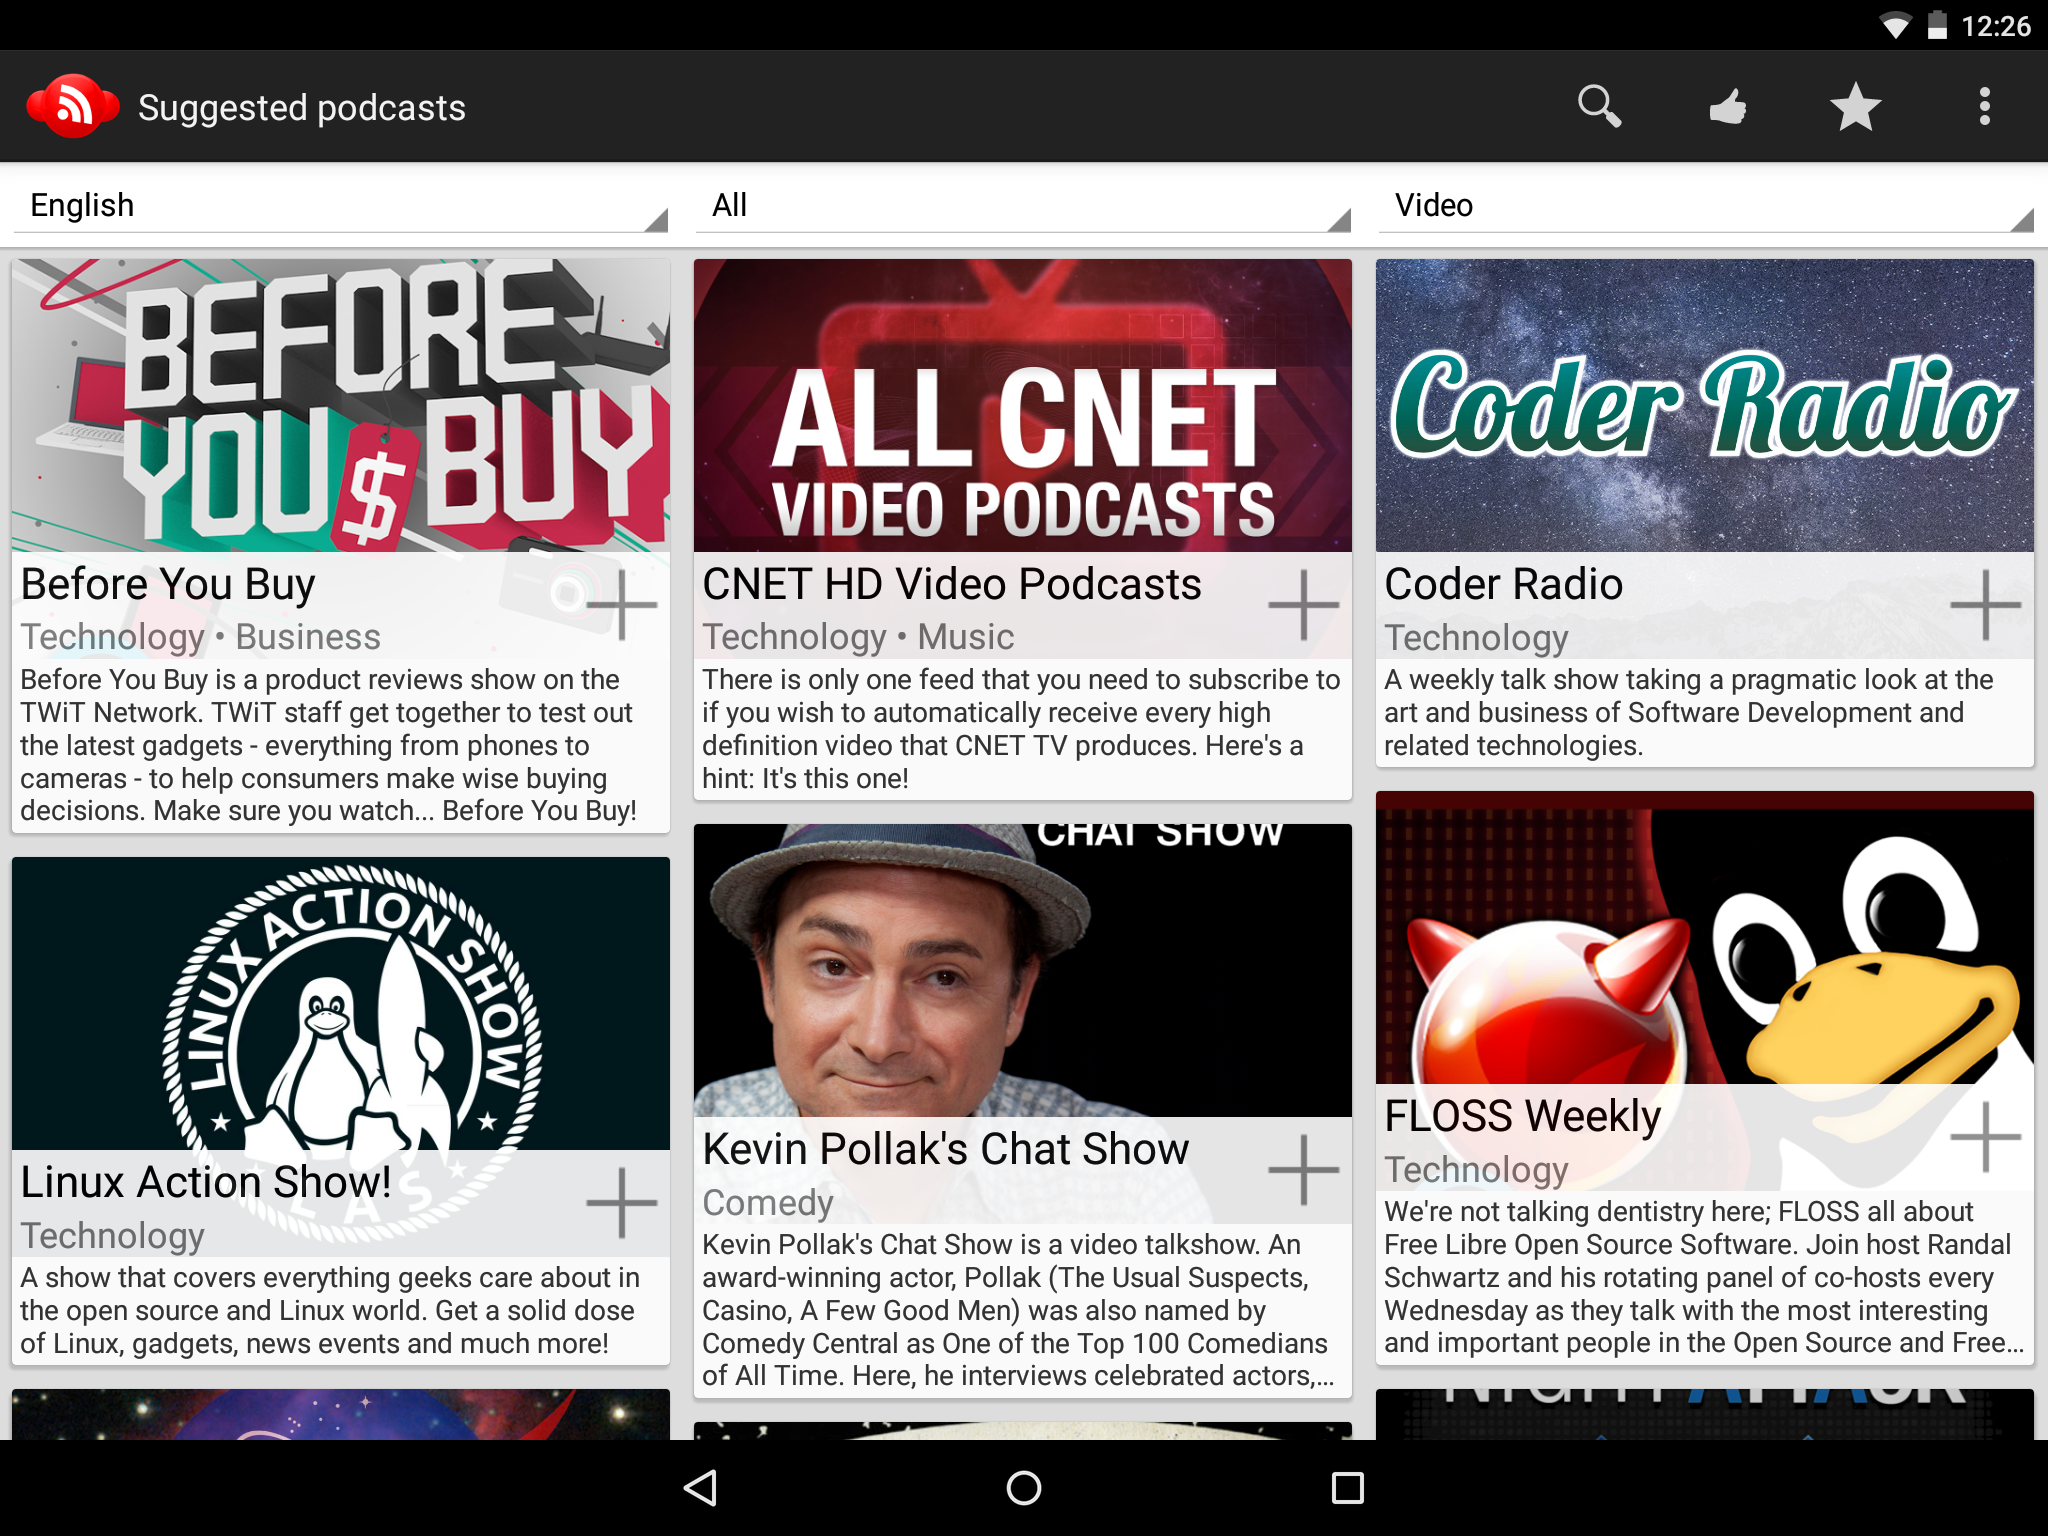 12:26
Suggested podcasts
English
All
Video
BEFORE
YOU $ BUY
Before You Buy
Technology • Business
Before You Buy is a product reviews show on the
TWiT Network. TWiT staff get together to test out
the latest gadgets - everything from phones to
cameras - to help consumers make wise buying
decisions. Make sure you watch... Before You Buy!
ALL CNET
VIDEO PODCASTS
CNET HD Video Podcasts
Technology • Music
There is only one feed that you need to subscribe to
if you wish to automatically receive every high
definition video that CNET TV produces. Here's a
hint: It's this one!
Coder Radio
Coder Radio
Technology
A weekly talk show taking a pragmatic look at the
art and business of Software Development and
related technologies.
LINUX ACTION SHOW
LAS
Linux Action Show!
Technology
A show that covers everything geeks care about in
the open source and Linux world. Get a solid dose
of Linux, gadgets, news events and much more!
CHAT SHOW
Kevin Pollak's Chat Show
Comedy
Kevin Pollak's Chat Show is a video talkshow. An
award-winning actor, Pollak (The Usual Suspects,
Casino, A Few Good Men) was also named by
Comedy Central as One of the Top 100 Comedians
of All Time. Here, he interviews celebrated actors,...
FLOSS Weekly
Technology
We're not talking dentistry here; FLOSS all about
Free Libre Open Source Software. Join host Randal
Schwartz and his rotating panel of co-hosts every
Wednesday as they talk with the most interesting
and important people in the Open Source and Free...